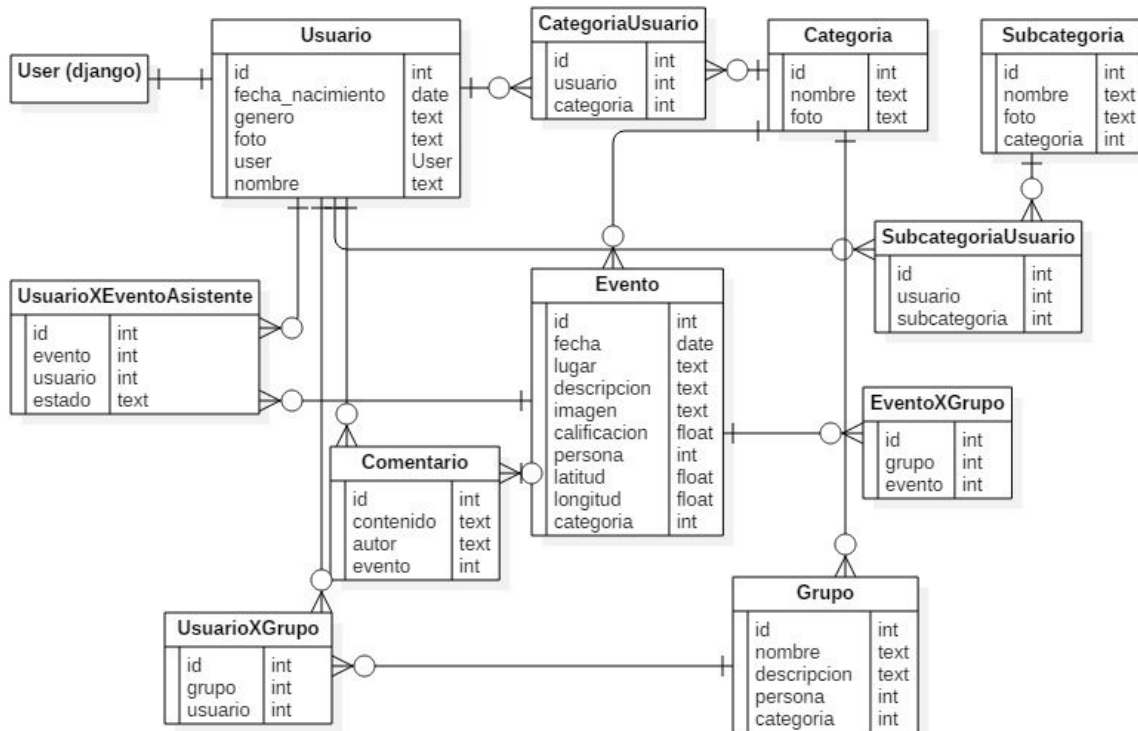 User (django)
Usuario
id int
fecha_nacimiento date
genero text
foto text
user User
nombre text
CategoriaUsuario
id int
usuario int
categoria int
Categoria
id int
nombre text
foto text
Subcategoria
id int
nombre text
foto text
categoria int
SubcategoriaUsuario
id int
usuario int
subcategoria int
UsuarioXEventoAsistente
id int
evento int
usuario int
estado text
Evento
id int
fecha date
lugar text
descripcion text
imagen text
calificacion float
persona int
latitud float
longitud float
categoria int
EventoXGrupo
id int
grupo int
evento int
Comentario
id int
contenido text
autor text
evento int
UsuarioXGrupo
id int
grupo int
usuario int
Grupo
id int
nombre text
descripcion text
persona int
categoria int